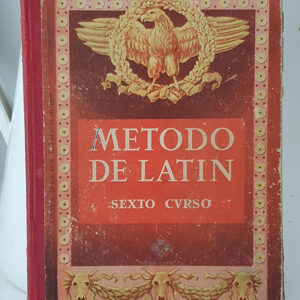 METODO
DE LATIN
SEXTO CVRSO